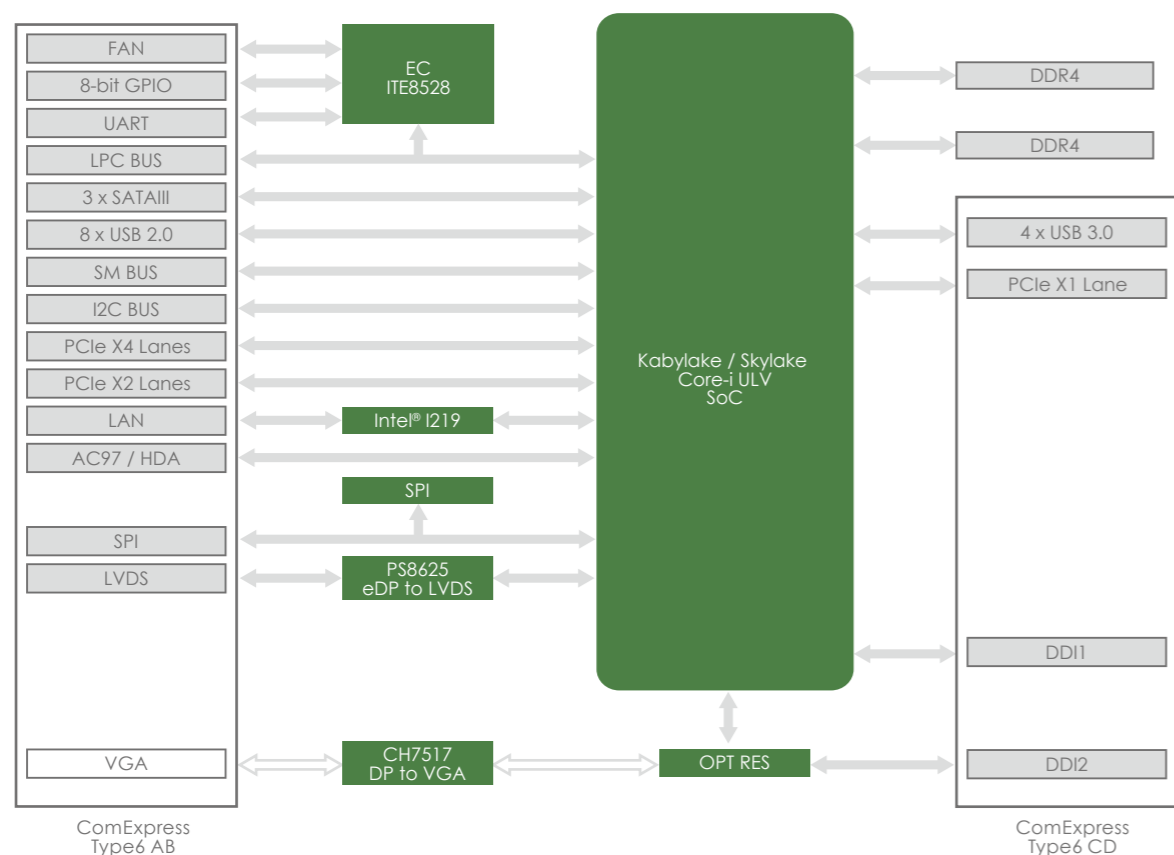 FAN
8-bit GPIO
UART
LPC BUS
3 x SATAIII
8 x USB 2.0
SM BUS
I2C BUS
PCIe X4 Lanes
PCIe X2 Lanes
LAN
AC97 / HDA
SPI
LVDS
VGA
ComExpress
Type6 AB
EC
ITE8528
Intel® I219
SPI
PS8625
eDP to LVDS
CH7517
DP to VGA
Kabylake / Skylake
Core-i ULV
SoC
OPT RES
DDR4
DDR4
4 x USB 3.0
PCIe X1 Lane
DDI1
DDI2
ComExpress
Type6 CD